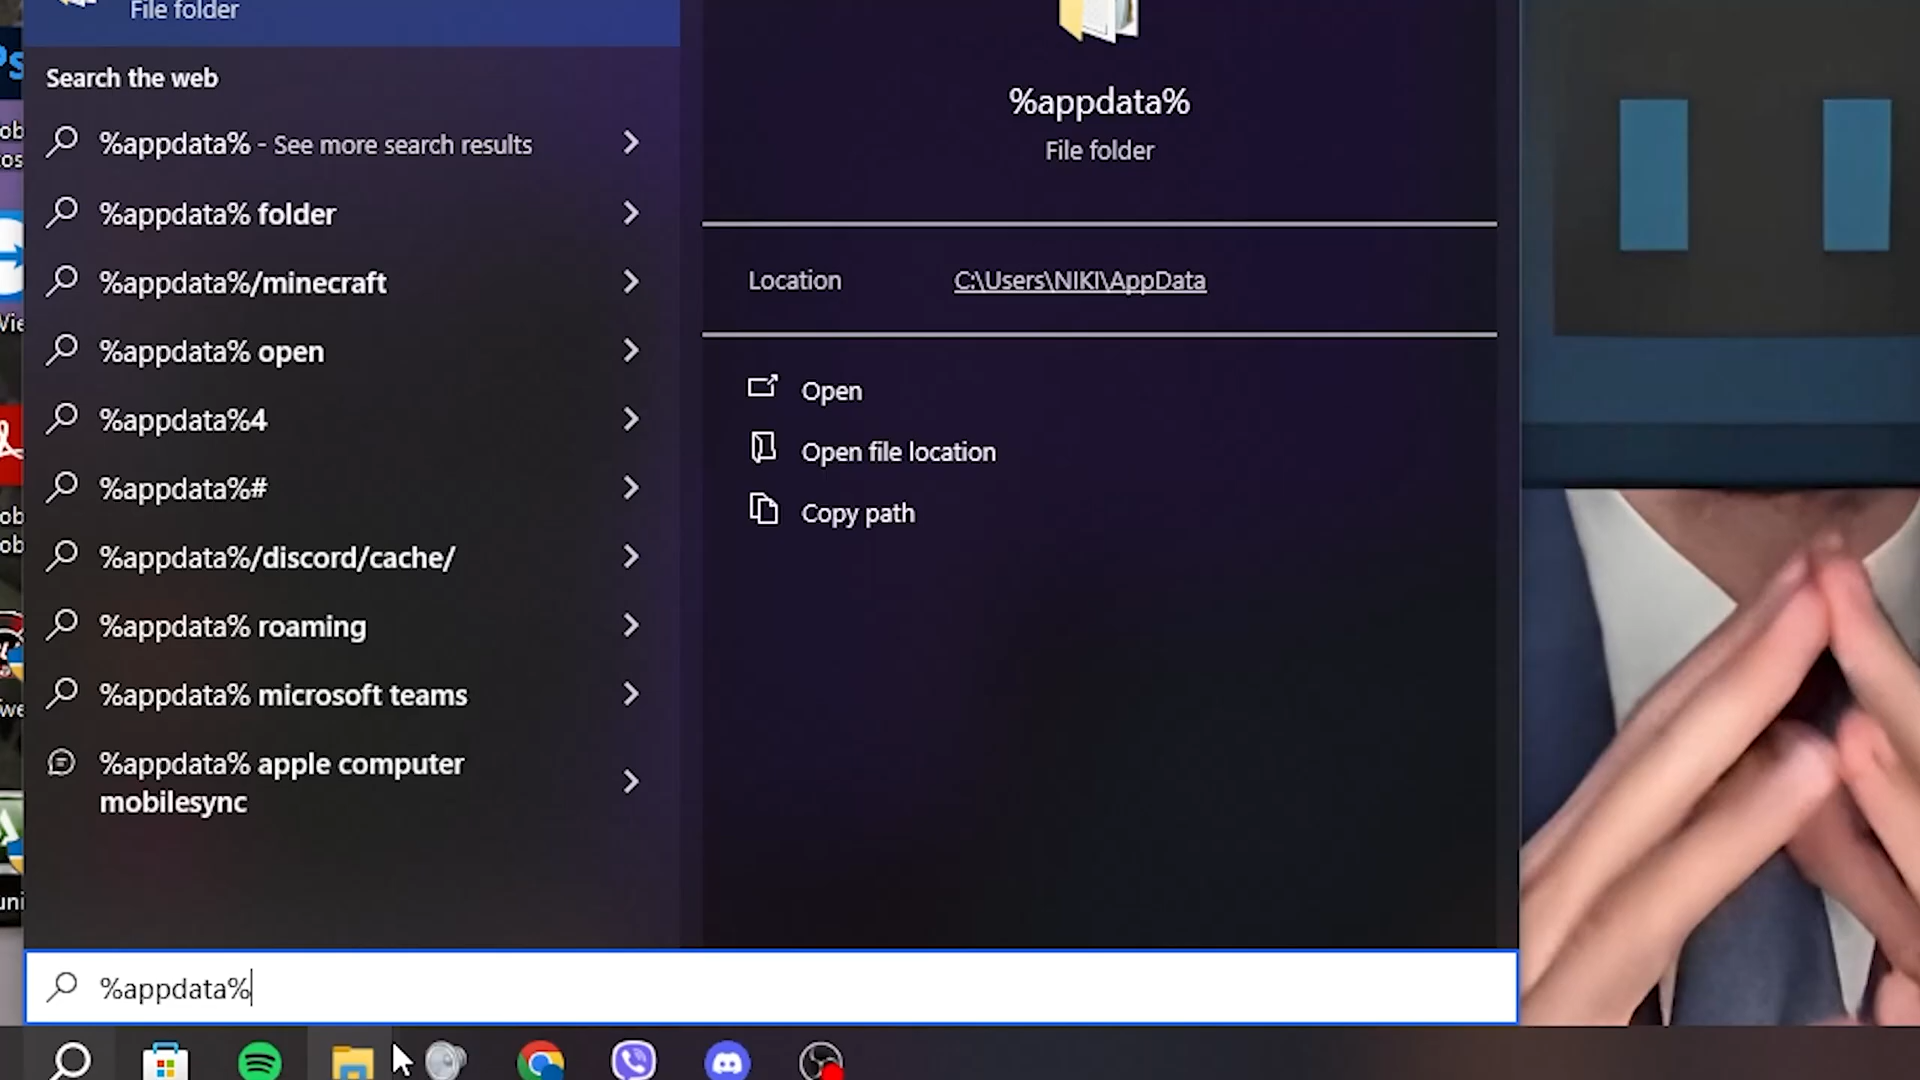 File folder
Search the web
%appdata% - See more search results
%appdata% folder
%appdata%/minecraft
%appdata% open
%appdata%4
%appdata%#
%appdata%/discord/cache/
%appdata% roaming
%appdata% microsoft teams
%appdata% apple computer
mobilesync
%appdata%
%appdata%
File folder
Location C:\Users\NIKI\AppData
Open
Open file location
Copy path